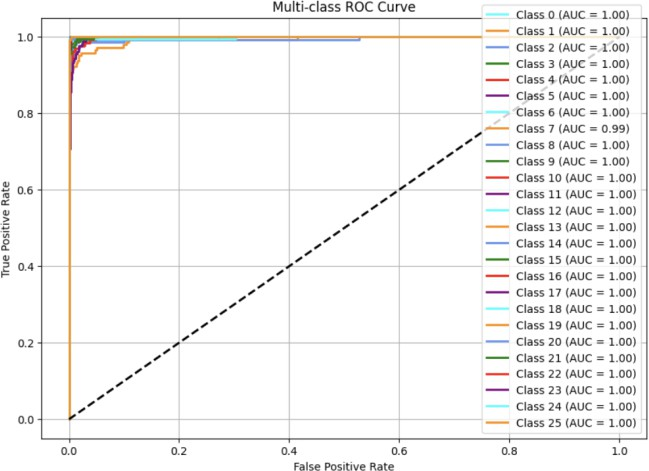 Multi-class ROC Curve
True Positive Rate
1.0
0.8
0.6
0.4
0.2
0.0
0.0
0.2
0.4
0.6
0.8
1.0
False Positive Rate
Class 0 (AUC = 1.00)
Class 1 (AUC = 1.00)
Class 2 (AUC = 1.00)
Class 3 (AUC = 1.00)
Class 4 (AUC = 1.00)
Class 5 (AUC = 1.00)
Class 6 (AUC = 1.00)
Class 7 (AUC = 0.99)
Class 8 (AUC = 1.00)
Class 9 (AUC = 1.00)
Class 10 (AUC = 1.00)
Class 11 (AUC = 1.00)
Class 12 (AUC = 1.00)
Class 13 (AUC = 1.00)
Class 14 (AUC = 1.00)
Class 15 (AUC = 1.00)
Class 16 (AUC = 1.00)
Class 17 (AUC = 1.00)
Class 18 (AUC = 1.00)
Class 19 (AUC = 1.00)
Class 20 (AUC = 1.00)
Class 21 (AUC = 1.00)
Class 22 (AUC = 1.00)
Class 23 (AUC = 1.00)
Class 24 (AUC = 1.00)
Class 25 (AUC = 1.00)